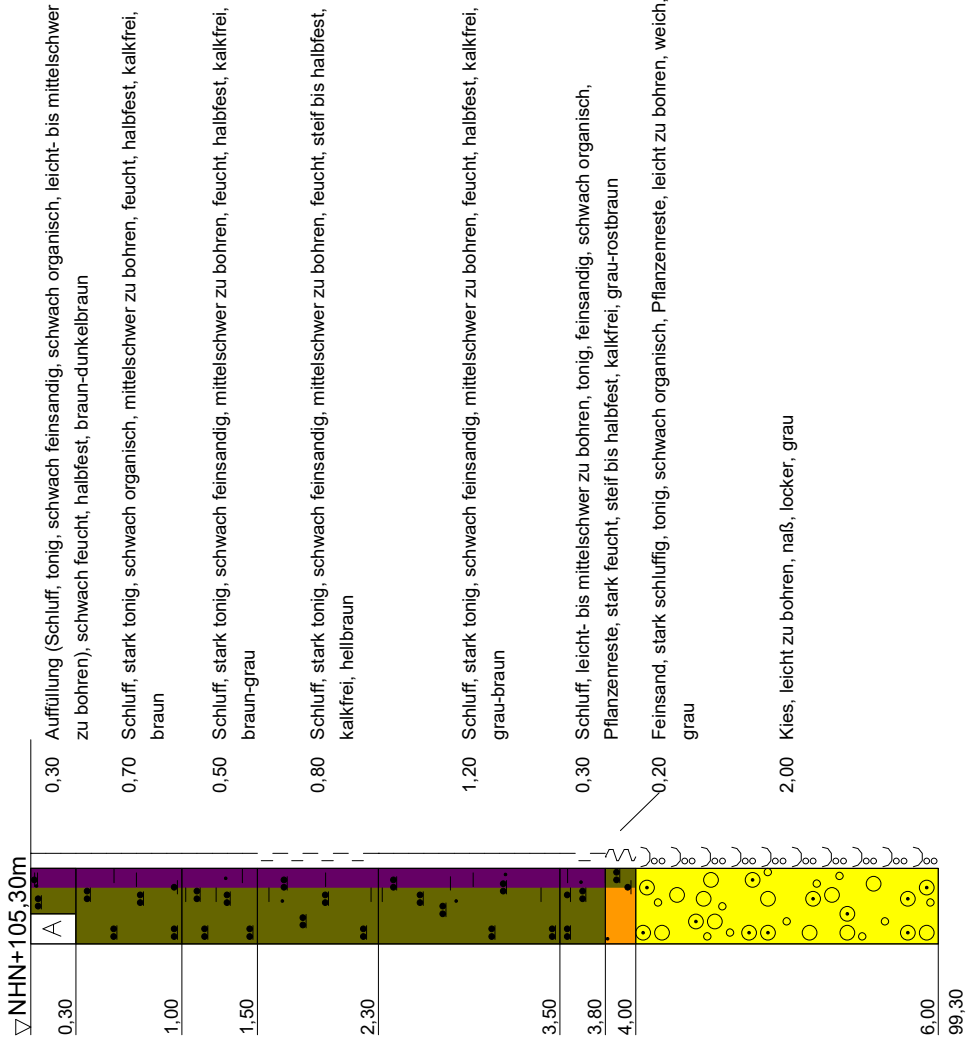 ▽NHN+105,30m
0,30
1,00
1,50
2,30
3,50
3,80
4,00
6,00
99,30
A
0,30 Auffüllung (Schluff, tonig, schwach feinsandig, schwach organisch, leicht- bis mittelschwer
zu bohren), schwach feucht, halbfest, braun-dunkelbraun
0,70 Schluff, stark tonig, schwach organisch, mittelschwer zu bohren, feucht, halbfest, kalkfrei,
braun
0,50 Schluff, stark tonig, schwach feinsandig, mittelschwer zu bohren, feucht, halbfest, kalkfrei,
braun-grau
0,80 Schluff, stark tonig, schwach feinsandig, mittelschwer zu bohren, feucht, steif bis halbfest,
kalkfrei, hellbraun
1,20 Schluff, stark tonig, schwach feinsandig, mittelschwer zu bohren, feucht, halbfest, kalkfrei,
grau-braun
0,30 Schluff, leicht- bis mittelschwer zu bohren, tonig, feinsandig, schwach organisch,
Pflanzenreste, stark feucht, steif bis halbfest, kalkfrei, grau-rostbraun
0,20 Feinsand, stark schluffig, tonig, schwach organisch, Pflanzenreste, leicht zu bohren, weich,
grau
2,00 Kies, leicht zu bohren, naß, locker, grau